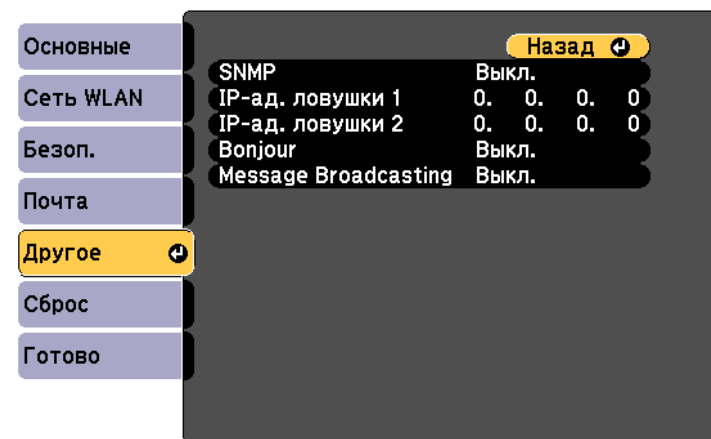 Основные
Сеть WLAN
Безоп.
Почта
Другое
Сброс
Готово
Назад
SNMP Выкл.
IP-ад. ловушки 1 0. 0. 0. 0
IP-ад. ловушки 2 0. 0. 0. 0
Bonjour Выкл.
Message Broadcasting Выкл.